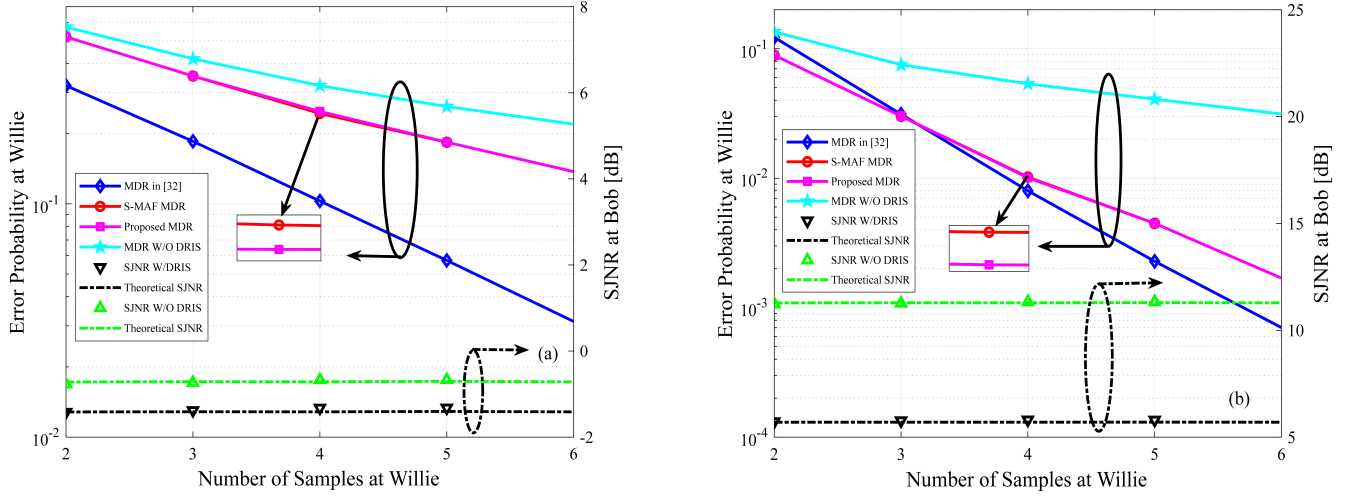 10^-1
10^-2
8
6
4
2
0
-2
2
3
4
5
6
Error Probability at Willie
SJNR at Bob [dB]
Number of Samples at Willie
MDR in [32]
S-MAF MDR
Proposed MDR
MDR W/O DRIS
SJNR W/DRIS
Theoretical SJNR
SJNR W/O DRIS
Theoretical SJNR
(a)
10^-1
10^-2
10^-3
10^-4
25
20
15
10
5
2
3
4
5
6
Error Probability at Willie
SJNR at Bob [dB]
Number of Samples at Willie
MDR in [32]
S-MAF MDR
Proposed MDR
MDR W/O DRIS
SJNR W/DRIS
Theoretical SJNR
SJNR W/O DRIS
Theoretical SJNR
(b)